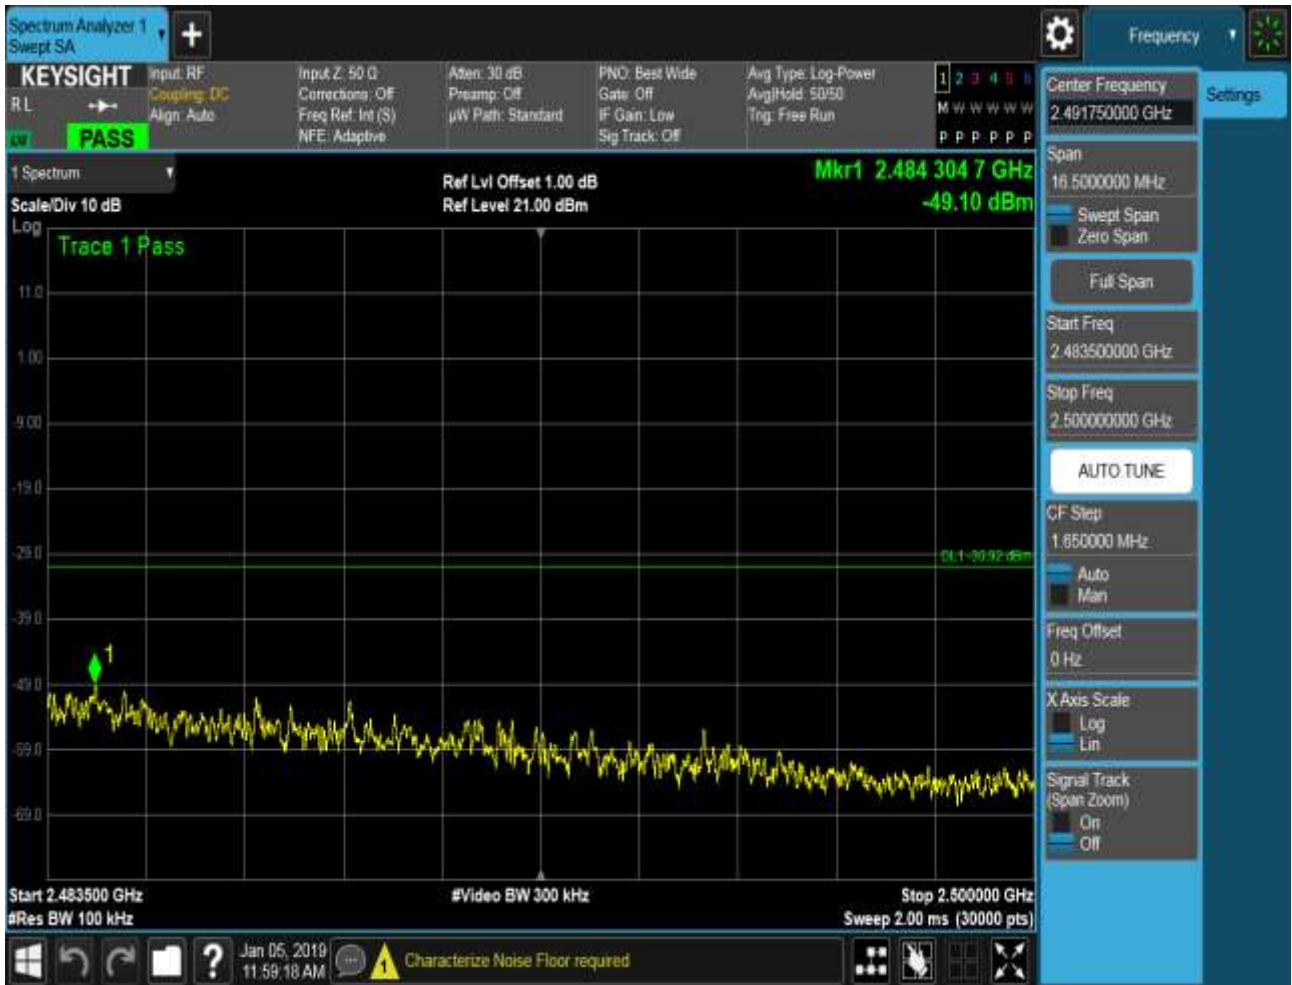 Spectrum Analyzer 1
Swept SA
+
Frequency
KEYSIGHT
R L
PASS
Input: RF
Coupling: DC
Align: Auto
Input Z: 50 Ω
Corrections: Off
Freq Ref: Int (S)
NFE: Adaptive
Atten: 30 dB
Preamp: Off
µW Path: Standard
PNO: Best Wide
Gate: Off
IF Gain: Low
Sig Track: Off
Avg Type: Log-Power
Avg|Hold: 50/50
Trig: Free Run
1 2 3 4 5 6
M W W W W W
P P P P P P
1 Spectrum
Scale/Div 10 dB
Log
Ref Lvl Offset 1.00 dB
Ref Level 21.00 dBm
Mkr1 2.484 304 7 GHz
-49.10 dBm
Trace 1 Pass
11.0
1.00
-9.00
-19.0
-29.0
DL1 -30.92 dBm
-39.0
1
-49.0
-59.0
-69.0
Start 2.483500 GHz
#Res BW 100 kHz
#Video BW 300 kHz
Stop 2.500000 GHz
Sweep 2.00 ms (30000 pts)
Center Frequency
2.491750000 GHz
Settings
Span
16.5000000 MHz
Swept Span
Zero Span
Full Span
Start Freq
2.483500000 GHz
Stop Freq
2.500000000 GHz
AUTO TUNE
CF Step
1.650000 MHz
Auto
Man
Freq Offset
0 Hz
X Axis Scale
Log
Lin
Signal Track
(Span Zoom)
On
Off
?
Jan 05, 2019
11:59:18 AM
1
Characterize Noise Floor required